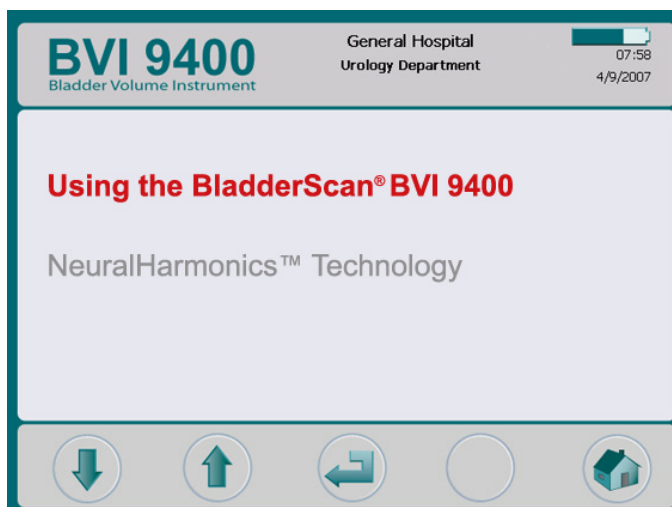 BVI 9400
Bladder Volume Instrument
General Hospital
Urology Department
07:58
4/9/2007
Using the BladderScan® BVI 9400
NeuralHarmonics™ Technology